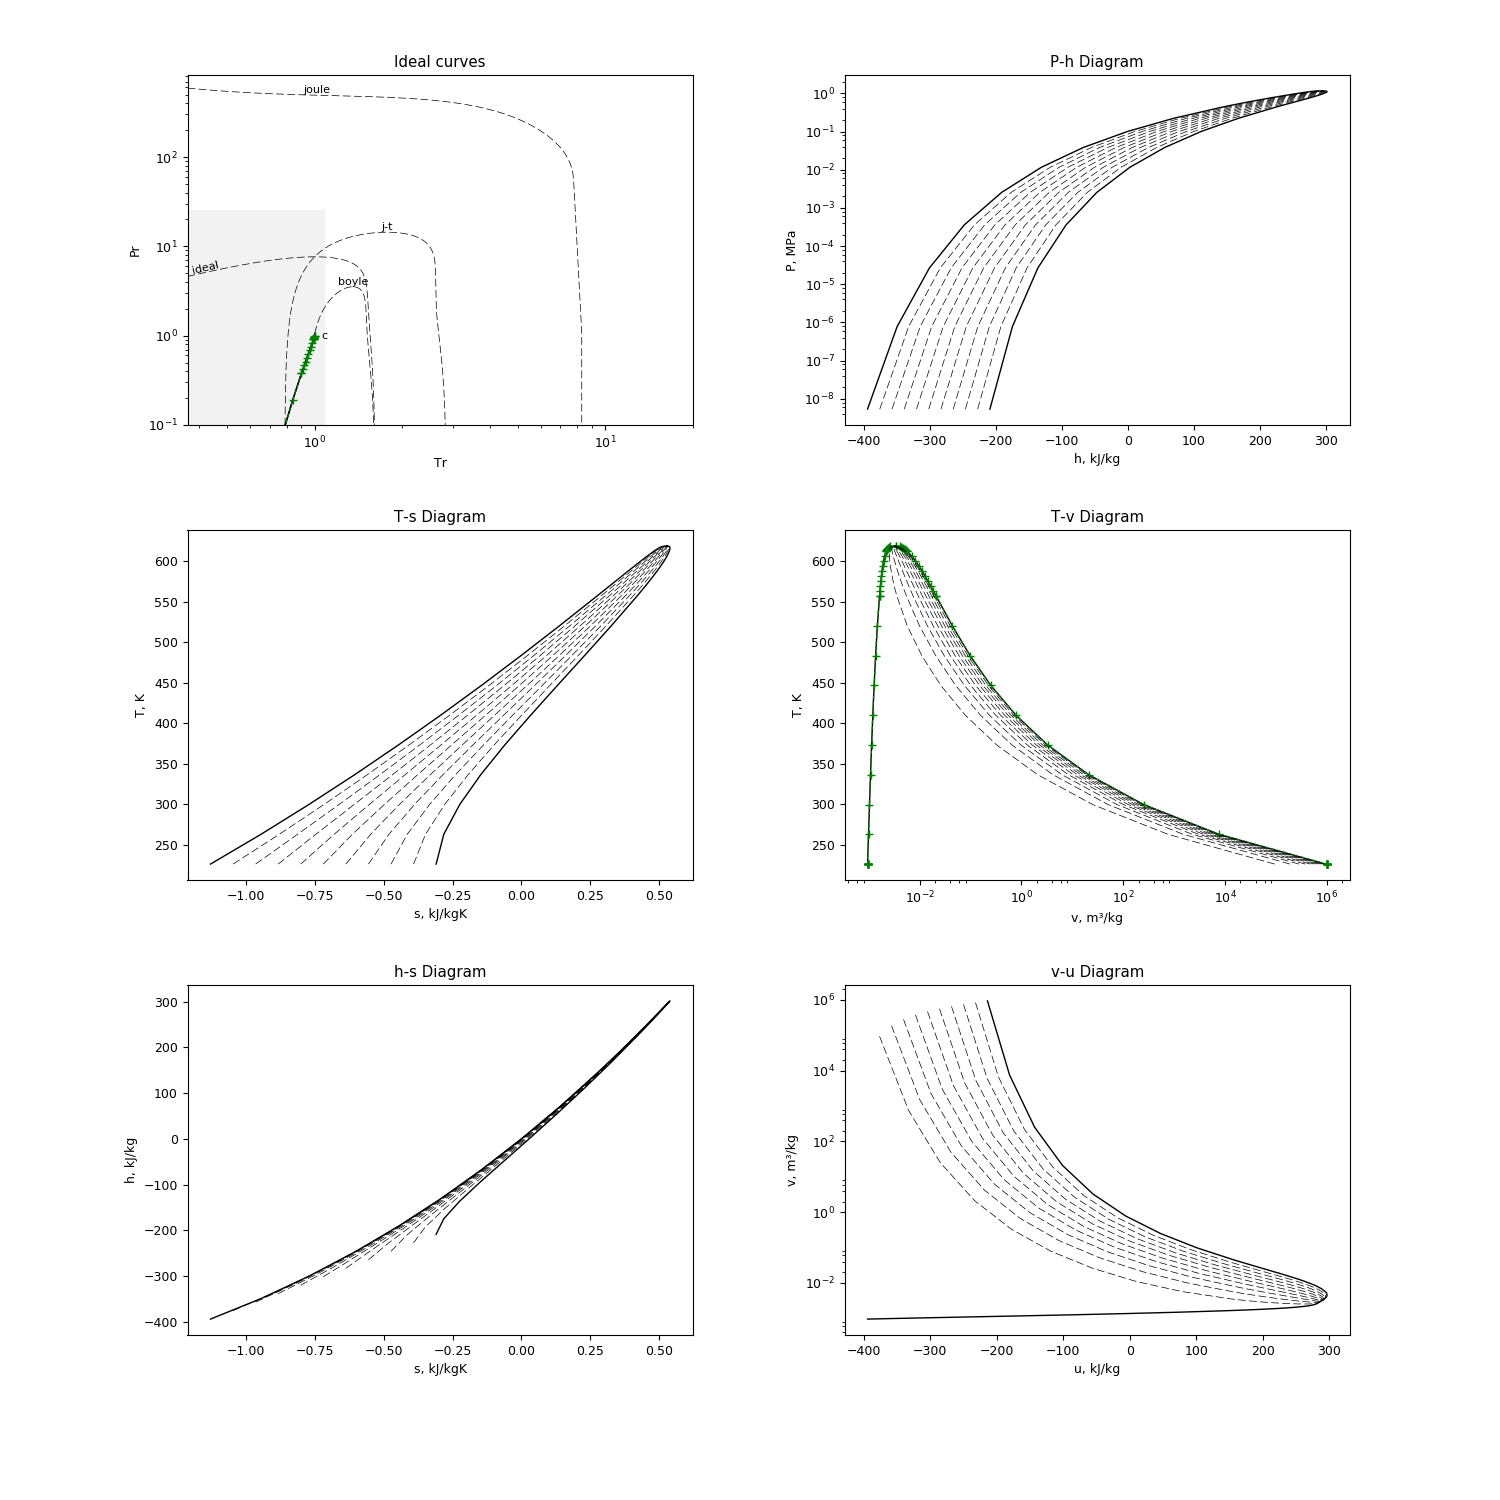 Ideal curves
joule
j-t
ideal
boyle
c
Pr
10²
10¹
10⁰
10⁻¹
10⁰ 10¹
Tr
P-h Diagram
P, MPa
10⁰
10⁻¹
10⁻²
10⁻³
10⁻⁴
10⁻⁵
10⁻⁶
10⁻⁷
10⁻⁸
−400 −300 −200 −100 0 100 200 300
h, kJ/kg
T-s Diagram
T, K
600
550
500
450
400
350
300
250
−1.00 −0.75 −0.50 −0.25 0.00 0.25 0.50
s, kJ/kgK
T-v Diagram
T, K
600
550
500
450
400
350
300
250
10⁻² 10⁰ 10² 10⁴ 10⁶
v, m³/kg
h-s Diagram
h, kJ/kg
300
200
100
0
−100
−200
−300
−400
−1.00 −0.75 −0.50 −0.25 0.00 0.25 0.50
s, kJ/kgK
v-u Diagram
v, m³/kg
10⁶
10⁴
10²
10⁰
10⁻²
−400 −300 −200 −100 0 100 200 300
u, kJ/kg